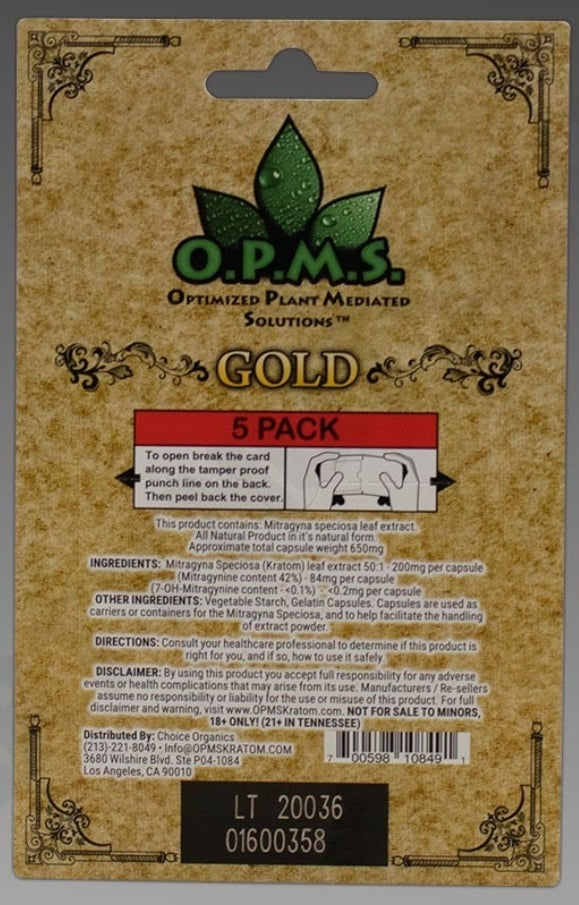 O.P.M.S.
OPTIMIZED PLANT MEDIATED
SOLUTIONS™
GOLD
5 PACK
To open break the card
along the tamper proof
punch line on the back.
Then peel back the cover.
This product contains: Mitragyna speciosa leaf extract.
All Natural Product in it's natural form.
Approximate total capsule weight 650mg
INGREDIENTS: Mitragyna Speciosa (Kratom) leaf extract 50:1 - 200mg per capsule
(Mitragynine content 42%) - 84mg per capsule
(7-OH-Mitragynine content - <0.1%) - <0.2mg per capsule
OTHER INGREDIENTS: Vegetable Starch, Gelatin Capsules. Capsules are used as
carriers or containers for the Mitragyna Speciosa, and to help facilitate the handling
of extract powder.
DIRECTIONS: Consult your healthcare professional to determine if this product is
right for you, and if so, how to use it safely.
DISCLAIMER: By using this product you accept full responsibility for any adverse
events or health complications that may arise from its use. Manufacturers / Re-sellers
assume no responsibility or liability for the use or misuse of this product. For full
disclaimer and warning, visit www.OPMSKratom.com. NOT FOR SALE TO MINORS,
18+ ONLY! (21+ IN TENNESSEE)
Distributed By: Choice Organics
(213)-221-8049 • Info@OPMSKRATOM.COM
3680 Wilshire Blvd. Ste P04-1084
Los Angeles, CA 90010
7 00598 10849 1
LT 20036
01600358